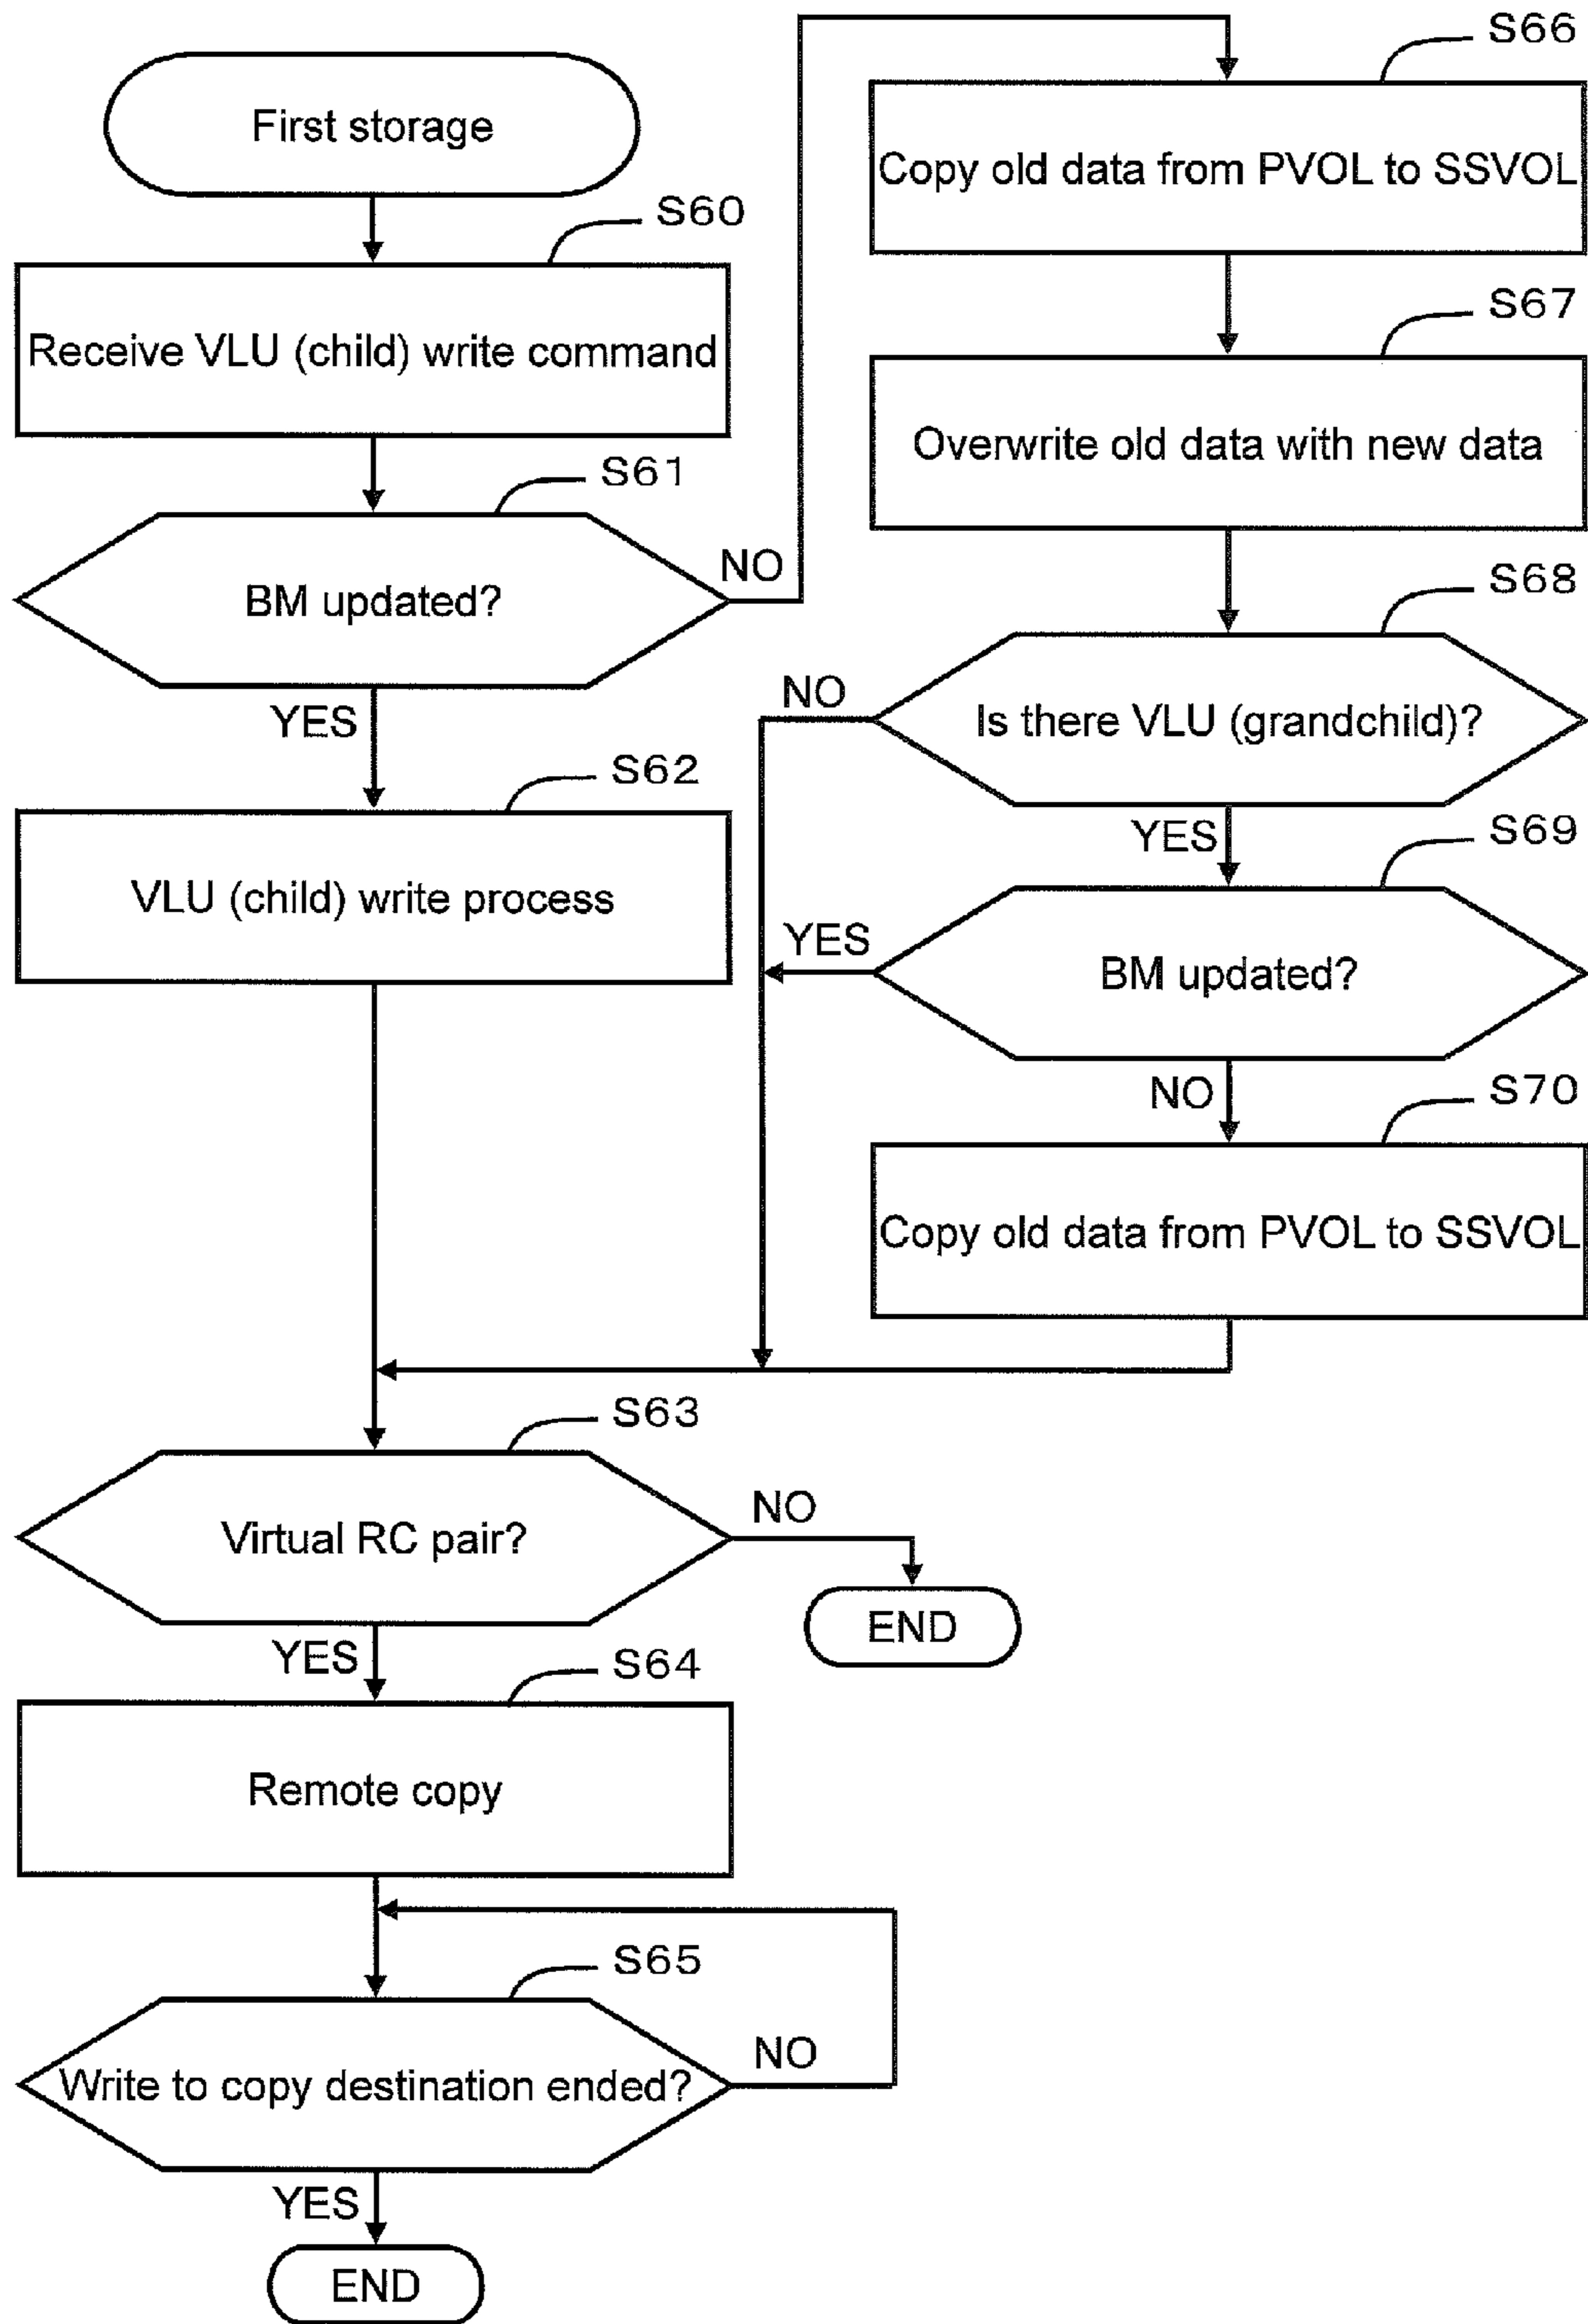 First storage
S60
Receive VLU (child) write command
S61
BM updated?
NO
YES
S62
VLU (child) write process
S66
Copy old data from PVOL to SSVOL
S67
Overwrite old data with new data
S68
Is there VLU (grandchild)?
NO
YES
S69
BM updated?
YES
NO
S70
Copy old data from PVOL to SSVOL
S63
Virtual RC pair?
NO
END
YES
S64
Remote copy
S65
Write to copy destination ended?
NO
YES
END